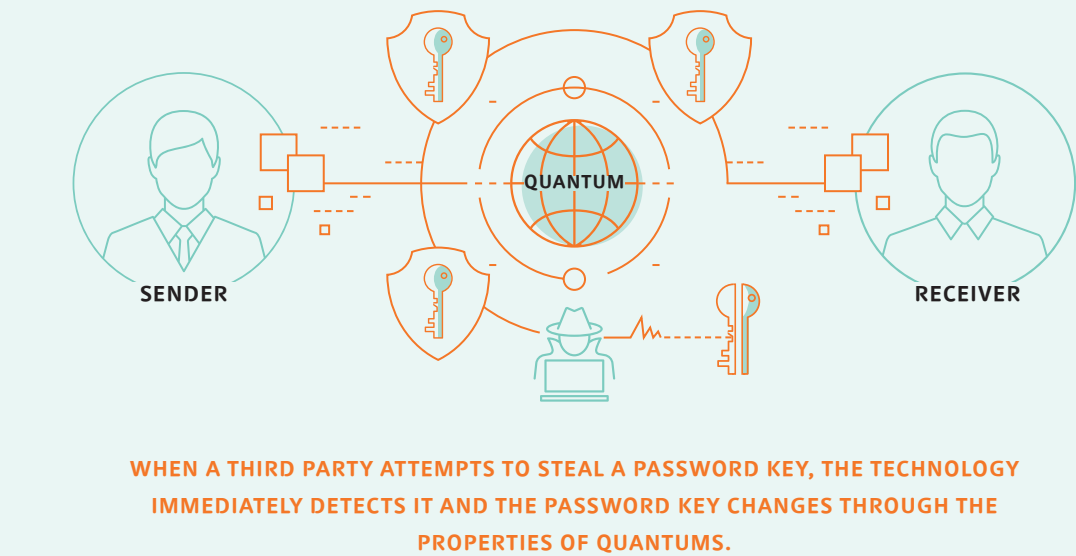 QUANTUM
SENDER
RECEIVER
WHEN A THIRD PARTY ATTEMPTS TO STEAL A PASSWORD KEY, THE TECHNOLOGY
IMMEDIATELY DETECTS IT AND THE PASSWORD KEY CHANGES THROUGH THE
PROPERTIES OF QUANTUMS.